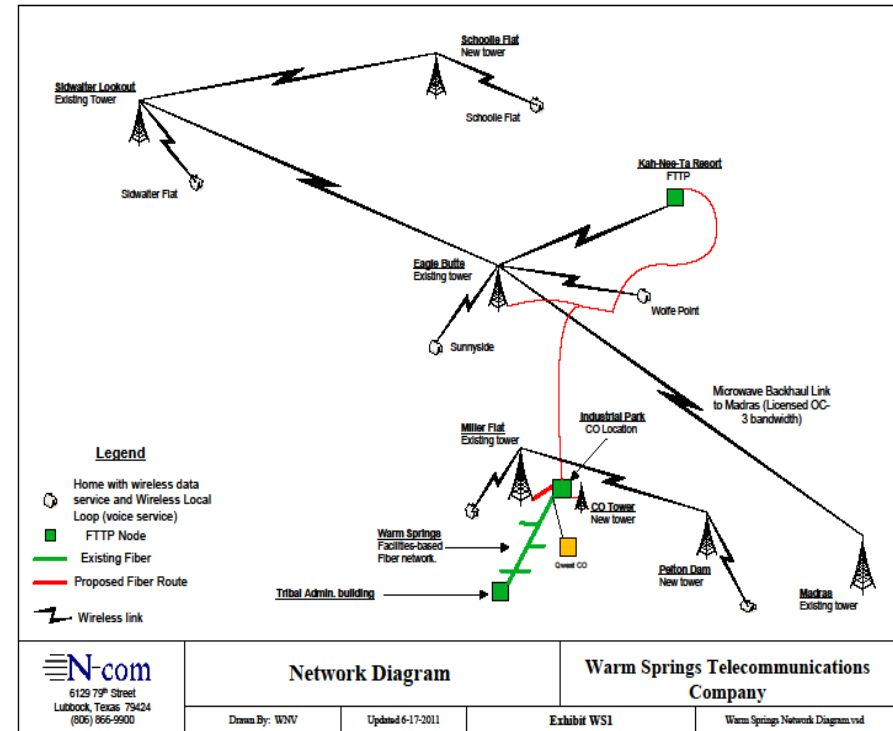 Schoolie Flat
New tower
Sidwalter Lookout
Existing Tower
Schoolie Flat
Kah-Nee-Ta Resort
FTTP
Sidwalter Flat
Eagle Butte
Existing tower
Wolfe Point
Sunnyside
Microwave Backhaul Link
to Madras (Licensed OC-
3 bandwidth)
Industrial Park
CO Location
Miller Flat
Existing tower
Legend
Home with wireless data
service and Wireless Local
Loop (voice service)
FTTP Node
Existing Fiber
Proposed Fiber Route
Wireless link
CO Tower
New tower
Warm Springs
Facilities-based
Fiber network.
Qwest CO
Pelton Dam
New tower
Madras
Existing tower
Tribal Admin. building
N-com
6129 79th Street
Lubbock, Texas 79424
(806) 866-9900
Network Diagram
Warm Springs Telecommunications
Company
Drawn By: WNV
Updated 6-17-2011
Exhibit WS1
Warm Springs Network Diagram.vsd